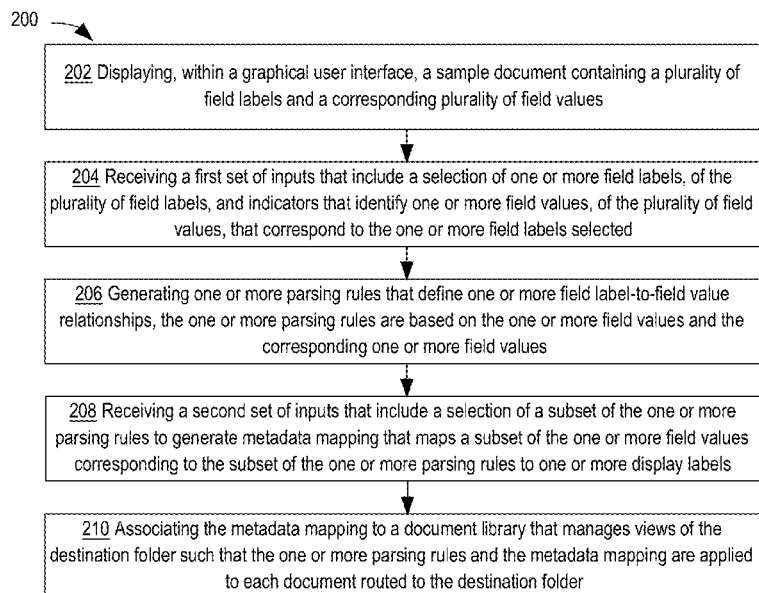 200
202 Displaying, within a graphical user interface, a sample document containing a plurality of
field labels and a corresponding plurality of field values
204 Receiving a first set of inputs that include a selection of one or more field labels, of the
plurality of field labels, and indicators that identify one or more field values, of the plurality of field
values, that correspond to the one or more field labels selected
206 Generating one or more parsing rules that define one or more field label-to-field value
relationships, the one or more parsing rules are based on the one or more field values and the
corresponding one or more field values
208 Receiving a second set of inputs that include a selection of a subset of the one or more
parsing rules to generate metadata mapping that maps a subset of the one or more field values
corresponding to the subset of the one or more parsing rules to one or more display labels
210 Associating the metadata mapping to a document library that manages views of the
destination folder such that the one or more parsing rules and the metadata mapping are applied
to each document routed to the destination folder